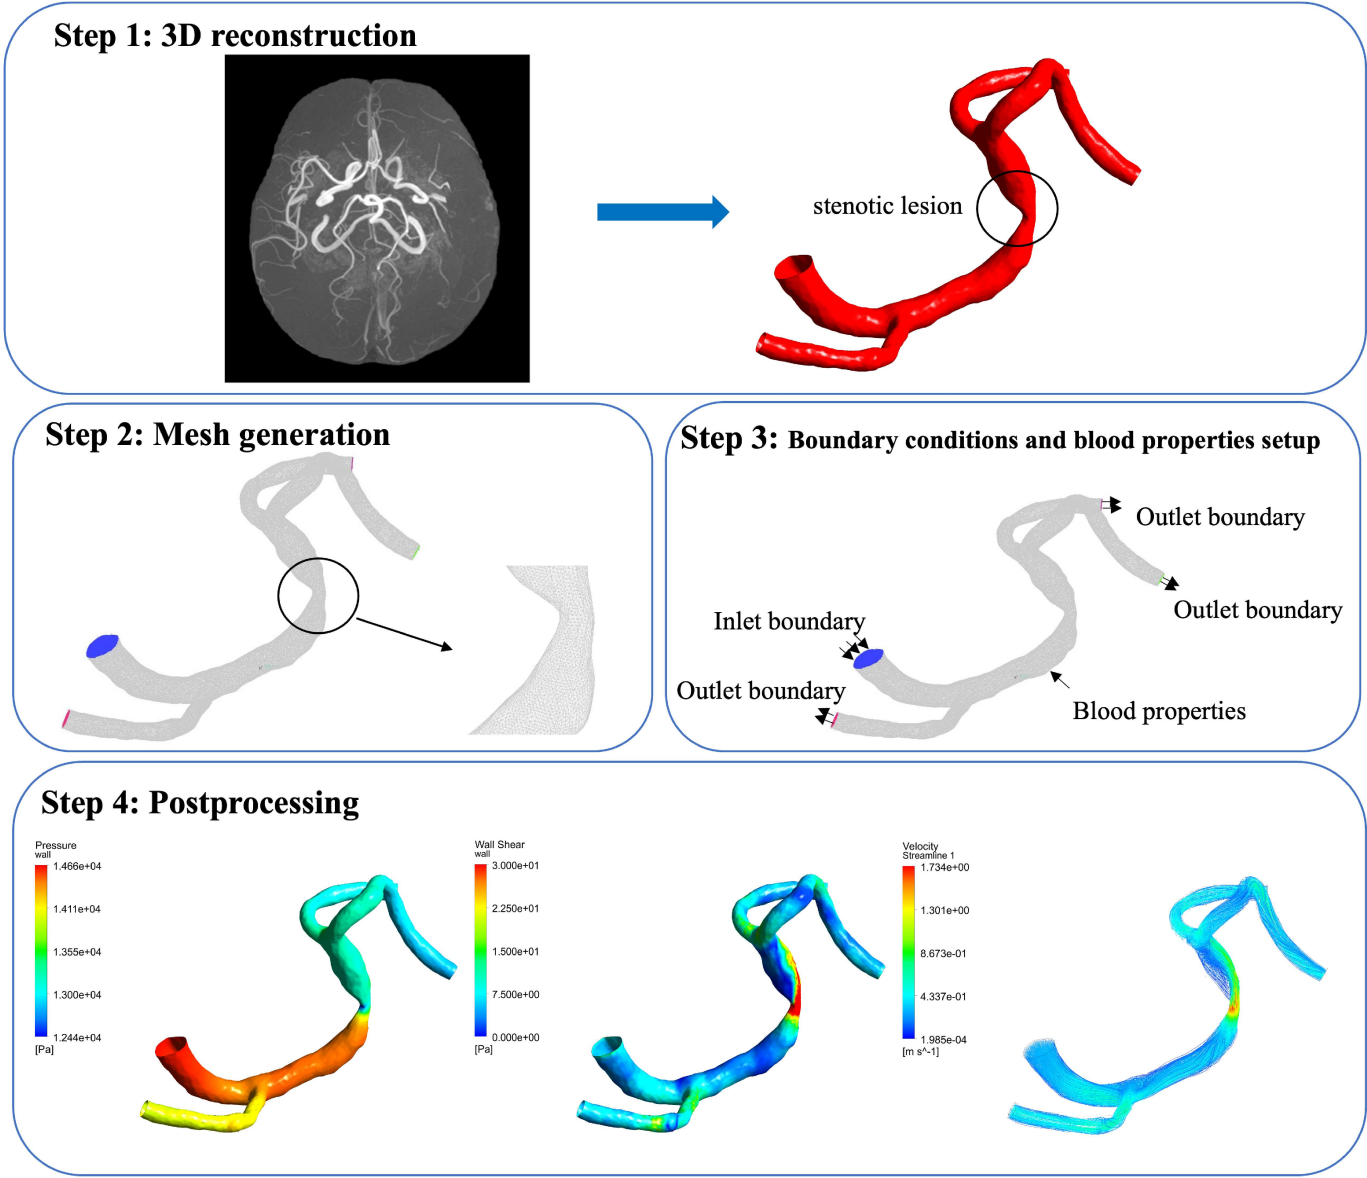 Step 1: 3D reconstruction
stenotic lesion
Step 2: Mesh generation
Step 3: Boundary conditions and blood properties setup
Outlet boundary
Outlet boundary
Inlet boundary
Outlet boundary
Blood properties
Step 4: Postprocessing
Pressure
wall
1.466e+04
1.411e+04
1.355e+04
1.300e+04
1.244e+04
[Pa]
Wall Shear
wall
3.000e+01
2.250e+01
1.500e+01
7.500e+00
0.000e+00
[Pa]
Velocity
Streamline 1
1.734e+00
1.301e+00
8.673e-01
4.337e-01
1.985e-04
[m s^-1]